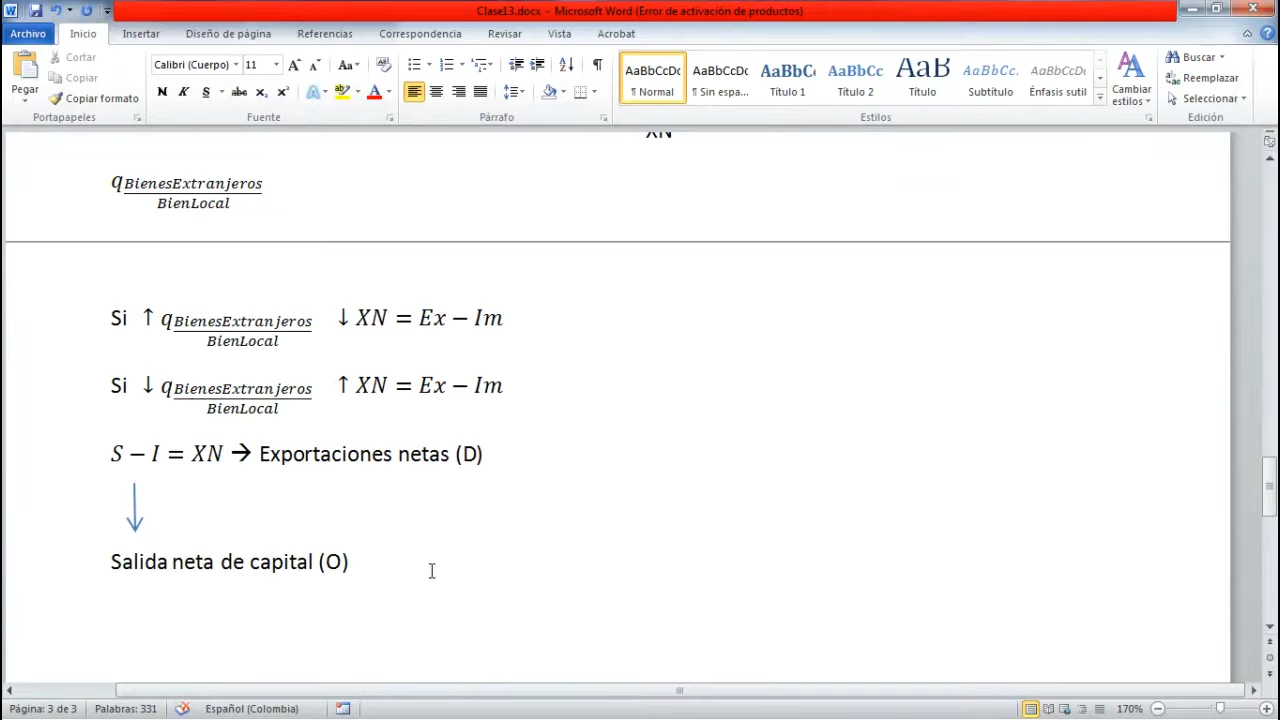 Clase13.docx - Microsoft Word (Error de activación de productos)
Archivo Inicio Insertar Diseño de página Referencias Correspondencia Revisar Vista Acrobat
Pegar
Cortar
Copiar
Copiar formato
Portapapeles
Calibri (Cuerpo) 11
Fuente
Párrafo
AaBbCcDc AaBbCcDc AaBbC AaBbCc AaB AaBbCc. AaBbCcDc
¶ Normal ¶ Sin espa... Título 1 Título 2 Título Subtítulo Énfasis sutil
Cambiar estilos
Estilos
Buscar
Reemplazar
Seleccionar
Edición
XN
q BienesExtranjeros
BienLocal
Si ↑ q BienesExtranjeros ↓ XN = Ex − Im
BienLocal
Si ↓ q BienesExtranjeros ↑ XN = Ex − Im
BienLocal
S − I = XN → Exportaciones netas (D)
Salida neta de capital (O)
Página: 3 de 3 Palabras: 331 Español (Colombia) 170%